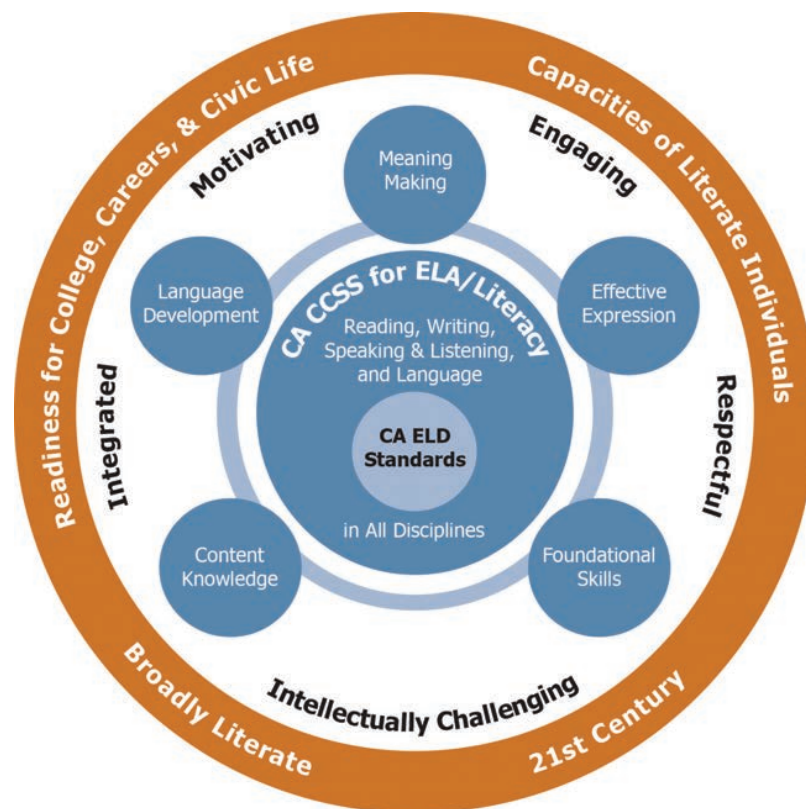 Readiness for College, Careers, & Civic Life
Capacities of Literate Individuals
Motivating
Engaging
Meaning
Making
Language
Development
Effective
Expression
CA CCSS for ELA/Literacy
Reading, Writing,
Speaking & Listening,
and Language
CA ELD
Standards
in All Disciplines
Integrated
Respectful
Content
Knowledge
Foundational
Skills
Intellectually Challenging
Broadly Literate
21st Century